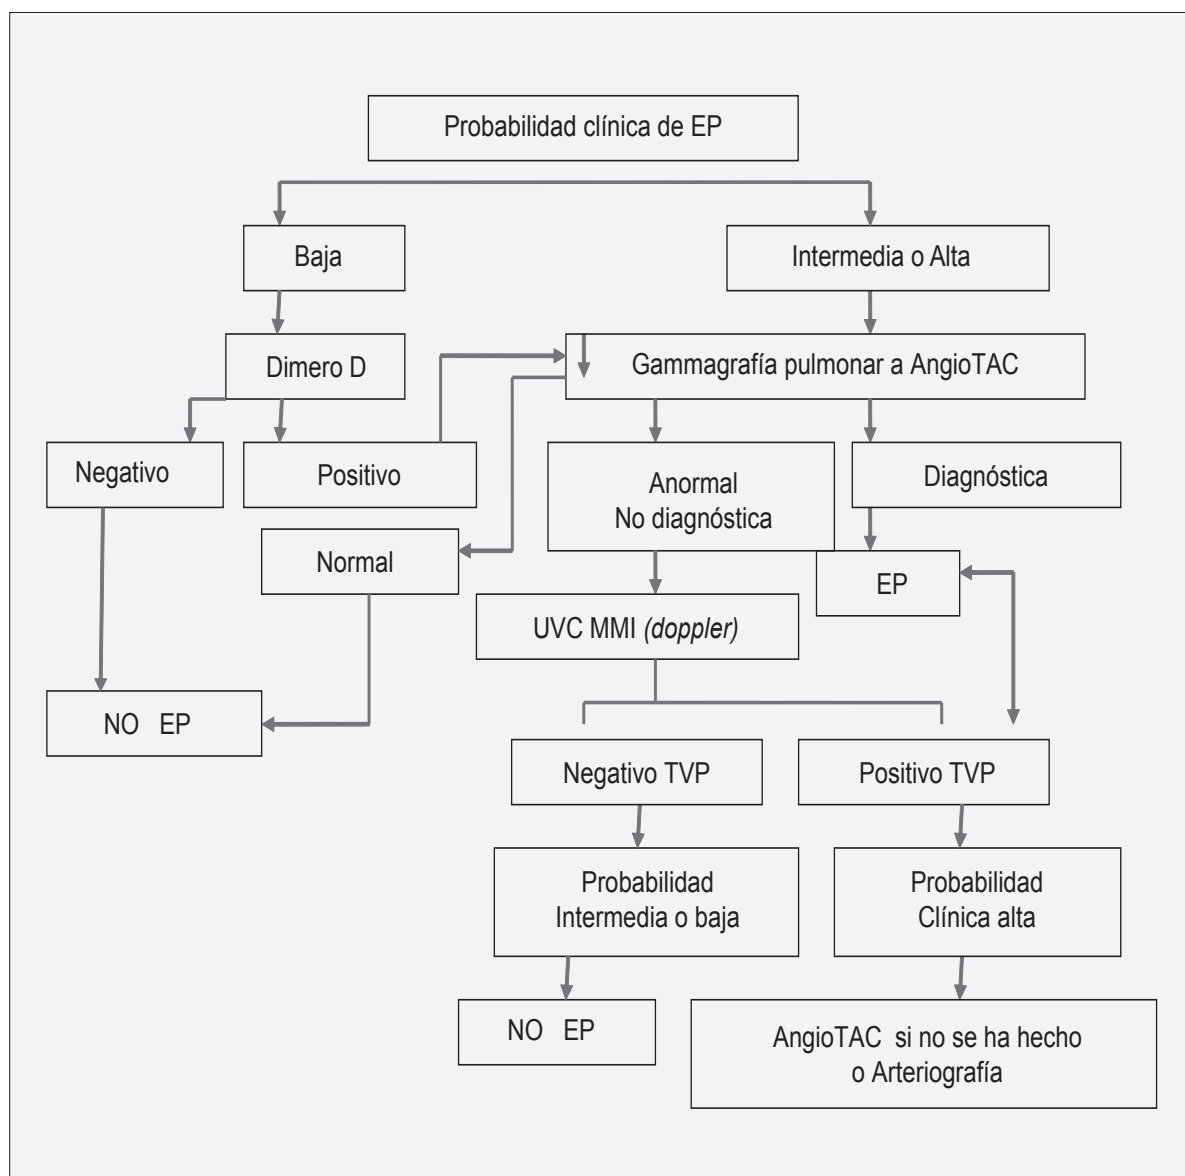 Probabilidad clínica de EP
Baja
Intermedia o Alta
Dimero D
Gammagrafía pulmonar a AngioTAC
Negativo
Positivo
Anormal
No diagnóstica
Diagnóstica
Normal
EP
UVC MMI (doppler)
NO EP
Negativo TVP
Positivo TVP
Probabilidad
Intermedia o baja
Probabilidad
Clínica alta
NO EP
AngioTAC si no se ha hecho
o Arteriografía